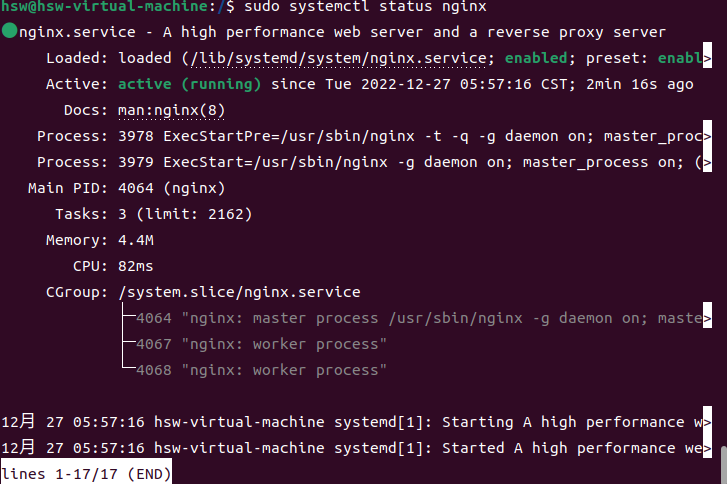 hsw@hsw-virtual-machine:/$ sudo systemctl status nginx
●nginx.service - A high performance web server and a reverse proxy server
Loaded: loaded (/lib/systemd/system/nginx.service; enabled; preset: enabl>
Active: active (running) since Tue 2022-12-27 05:57:16 CST; 2min 16s ago
Docs: man:nginx(8)
Process: 3978 ExecStartPre=/usr/sbin/nginx -t -q -g daemon on; master_proc>
Process: 3979 ExecStart=/usr/sbin/nginx -g daemon on; master_process on; (>
Main PID: 4064 (nginx)
Tasks: 3 (limit: 2162)
Memory: 4.4M
CPU: 82ms
CGroup: /system.slice/nginx.service
├─4064 "nginx: master process /usr/sbin/nginx -g daemon on; maste>
├─4067 "nginx: worker process"
└─4068 "nginx: worker process"
12月 27 05:57:16 hsw-virtual-machine systemd[1]: Starting A high performance w>
12月 27 05:57:16 hsw-virtual-machine systemd[1]: Started A high performance we>
lines 1-17/17 (END)